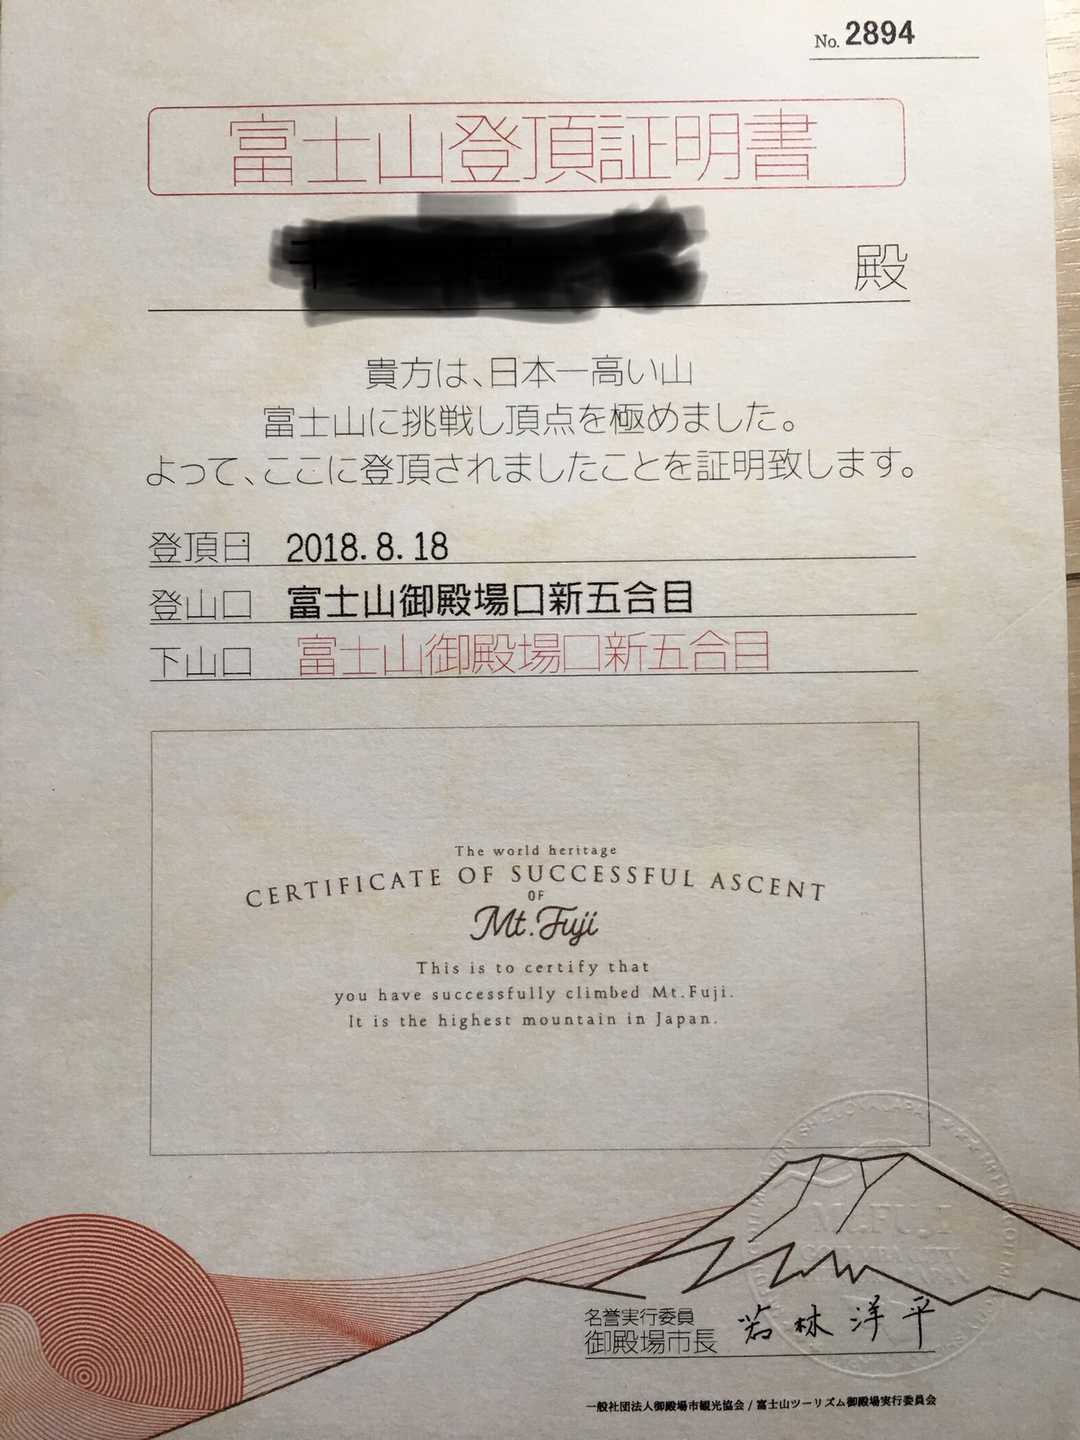 No. 2894
富士山登頂証明書
殿
貴方は、日本一高い山
富士山に挑戦し頂点を極めました。
よって、ここに登頂されましたことを証明致します。
登頂日 2018.8.18
登山口 富士山御殿場口新五合目
下山口 富士山御殿場口新五合目
The world heritage
CERTIFICATE OF SUCCESSFUL ASCENT
OF
Mt.Fuji
This is to certify that
you have successfully climbed Mt.Fuji.
It is the highest mountain in Japan.
Mt.FUJI
名誉実行委員
御殿場市長 若林洋平
一般社団法人御殿場市観光協会 / 富士山ツーリズム御殿場実行委員会